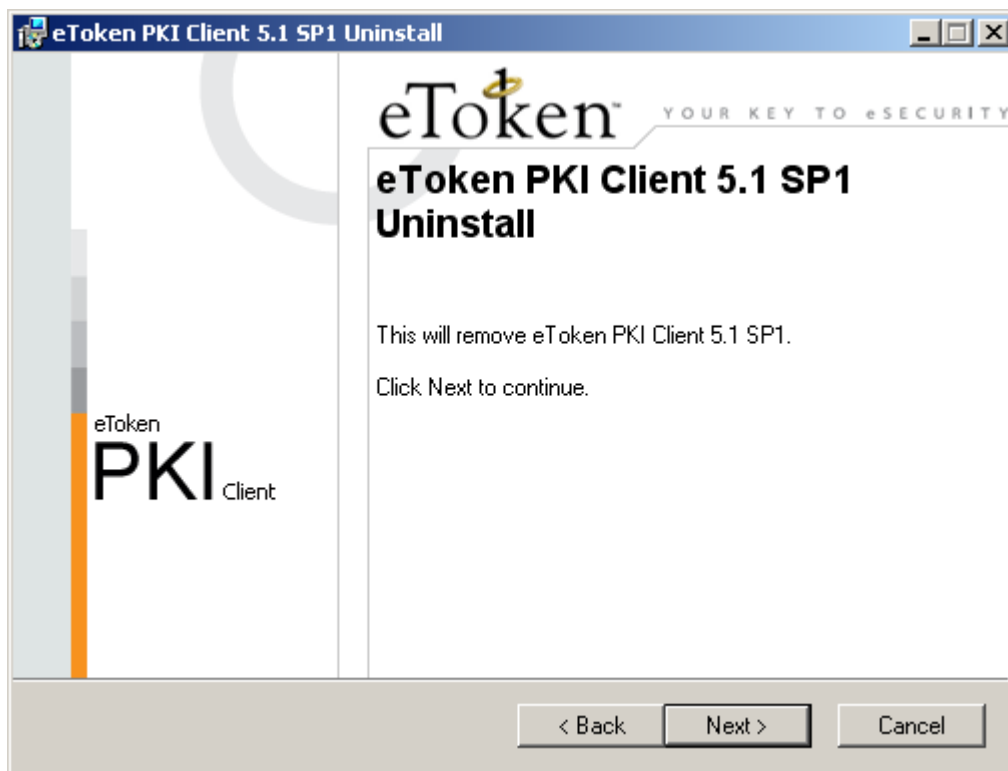 eToken PKI Client 5.1 SP1 Uninstall
eToken™ YOUR KEY TO eSECURITY
eToken PKI Client 5.1 SP1
Uninstall
This will remove eToken PKI Client 5.1 SP1.
Click Next to continue.
eToken
PKI Client
< Back Next > Cancel